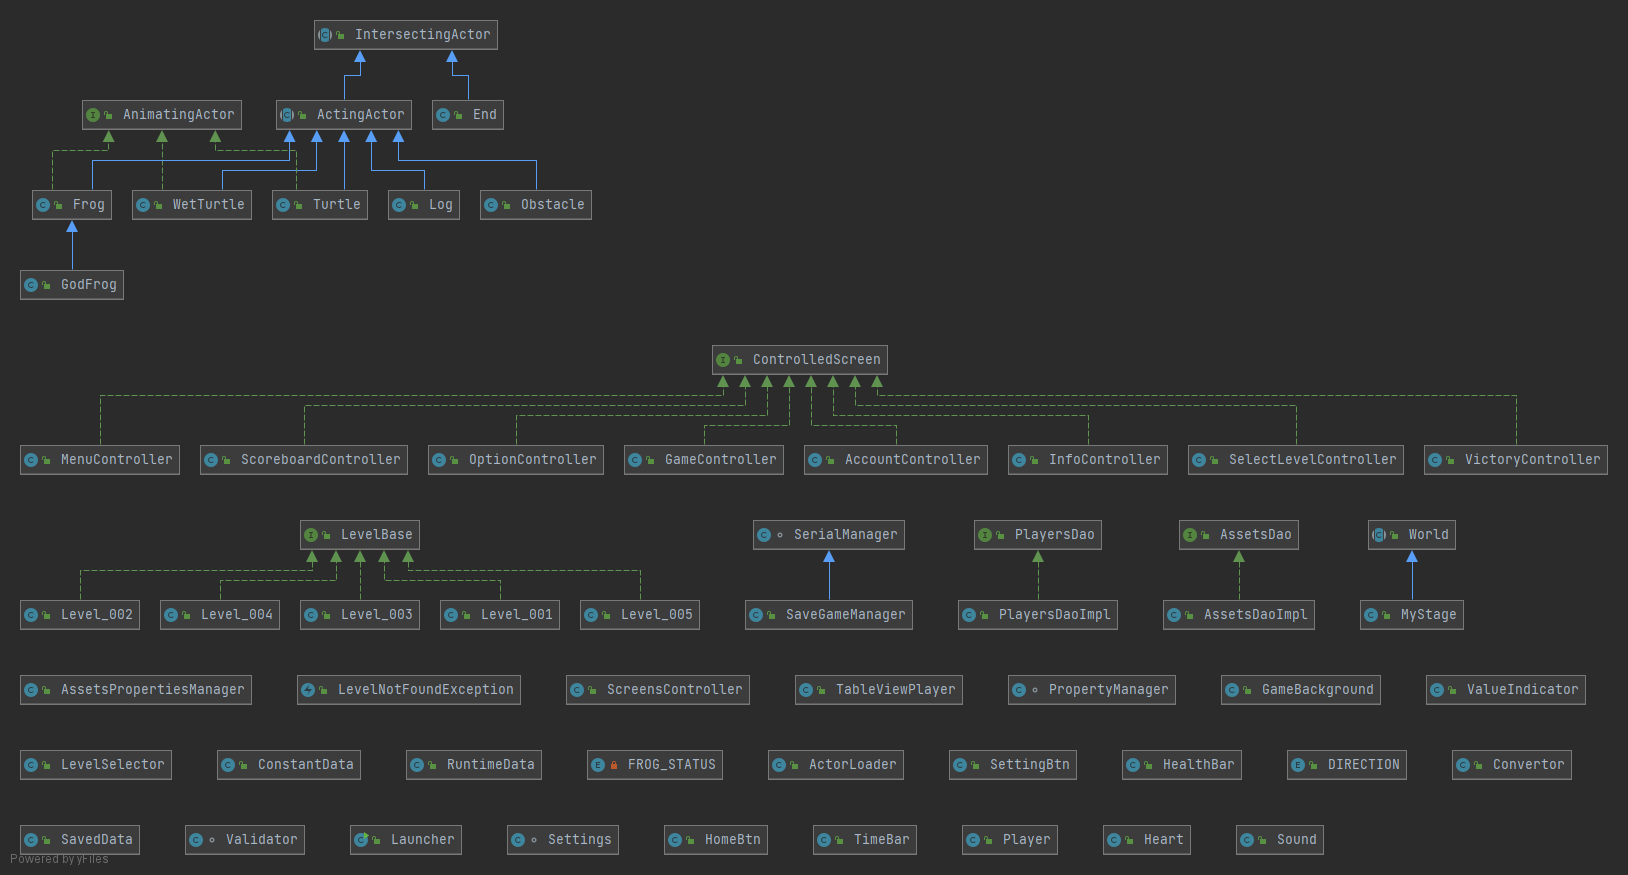 IntersectingActor
AnimatingActor
ActingActor
End
Frog
WetTurtle
Turtle
Log
Obstacle
GodFrog
ControlledScreen
MenuController
ScoreboardController
OptionController
GameController
AccountController
InfoController
SelectLevelController
VictoryController
LevelBase
SerialManager
PlayersDao
AssetsDao
World
Level_002
Level_004
Level_003
Level_001
Level_005
SaveGameManager
PlayersDaoImpl
AssetsDaoImpl
MyStage
AssetsPropertiesManager
LevelNotFoundException
ScreensController
TableViewPlayer
PropertyManager
GameBackground
ValueIndicator
LevelSelector
ConstantData
RuntimeData
FROG_STATUS
ActorLoader
SettingBtn
HealthBar
DIRECTION
Convertor
SavedData
Validator
Launcher
Settings
HomeBtn
TimeBar
Player
Heart
Sound
Powered by yFiles